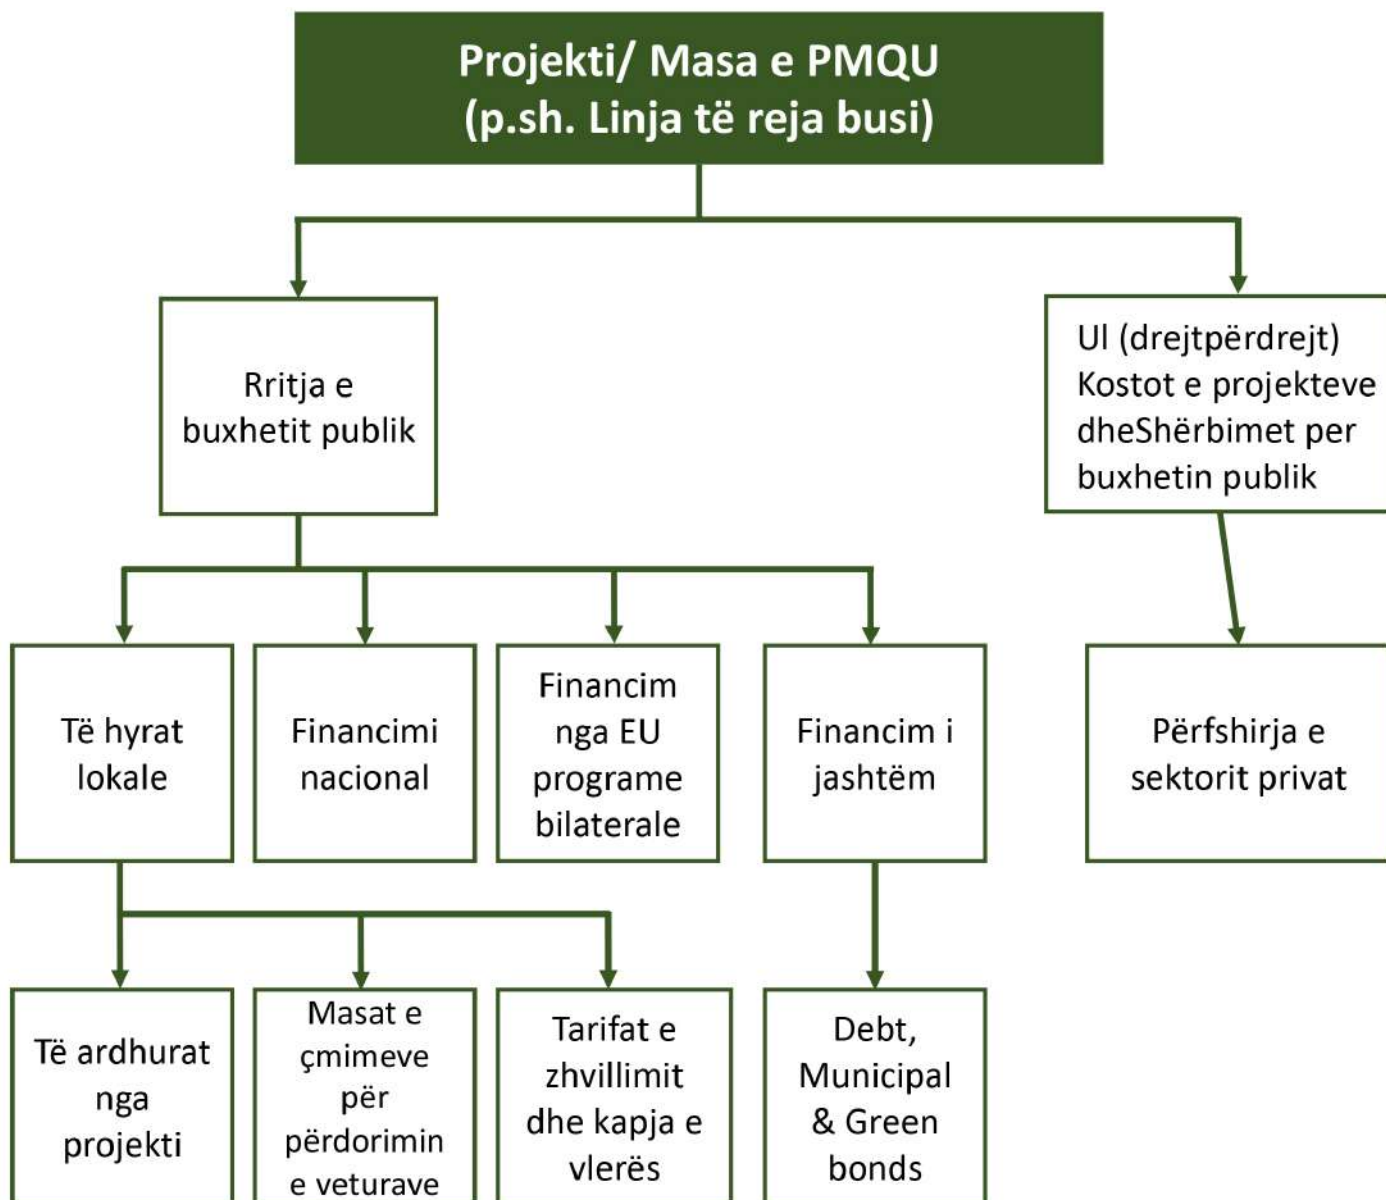 Projekti/ Masa e PMQU
(p.sh. Linja të reja busi)
Rritja e
buxhetit publik
Ul (drejtpërdrejt)
Kostot e projekteve
dheShërbimet per
buxhetin publik
Të hyrat
lokale
Financimi
nacional
Financim
nga EU
programe
bilaterale
Financim i
jashtëm
Përfshirja e
sektorit privat
Të ardhurat
nga
projekti
Masat e
çmimeve
për
përdorimin
e veturave
Tarifat e
zhvillimit
dhe kapja e
vlerës
Debt,
Municipal
& Green
bonds